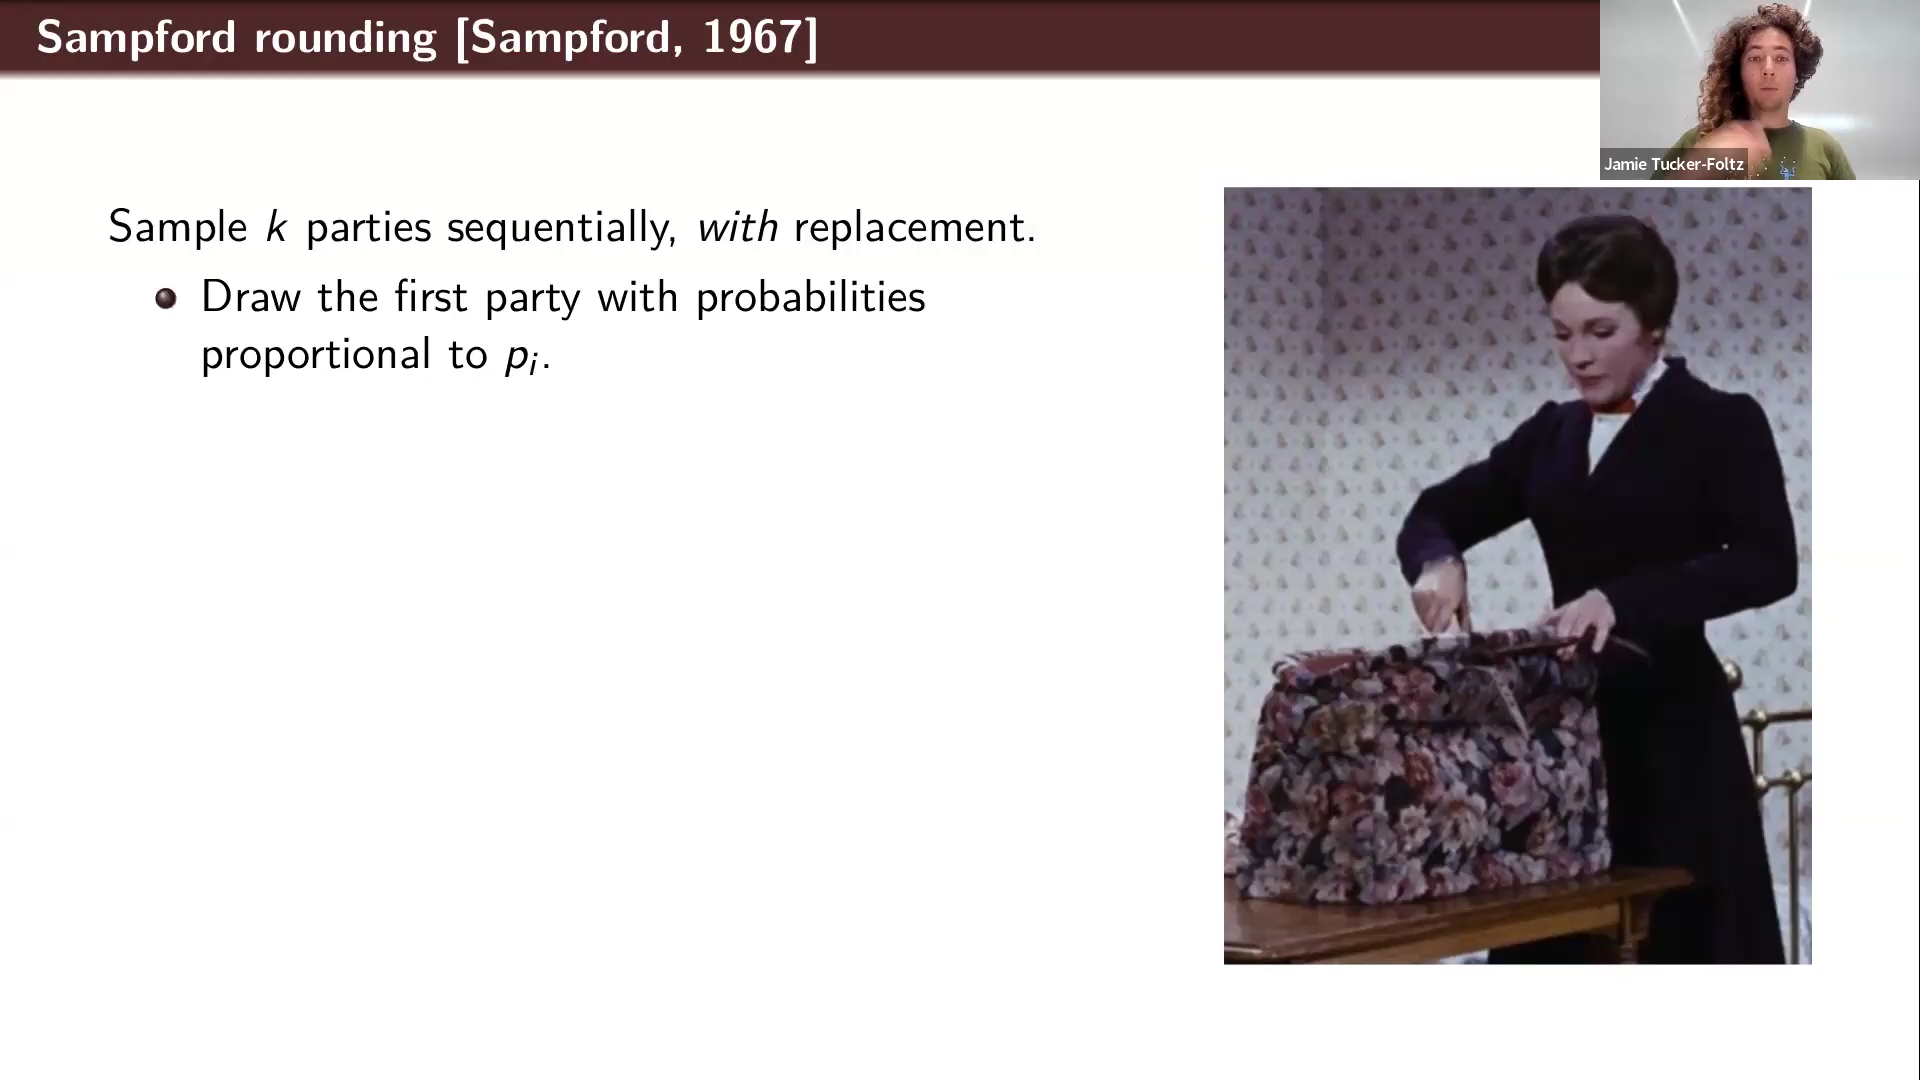 Sampford rounding [Sampford, 1967]
Jamie Tucker-Foltz
Sample k parties sequentially, with replacement.
Draw the first party with probabilities
proportional to pᵢ.